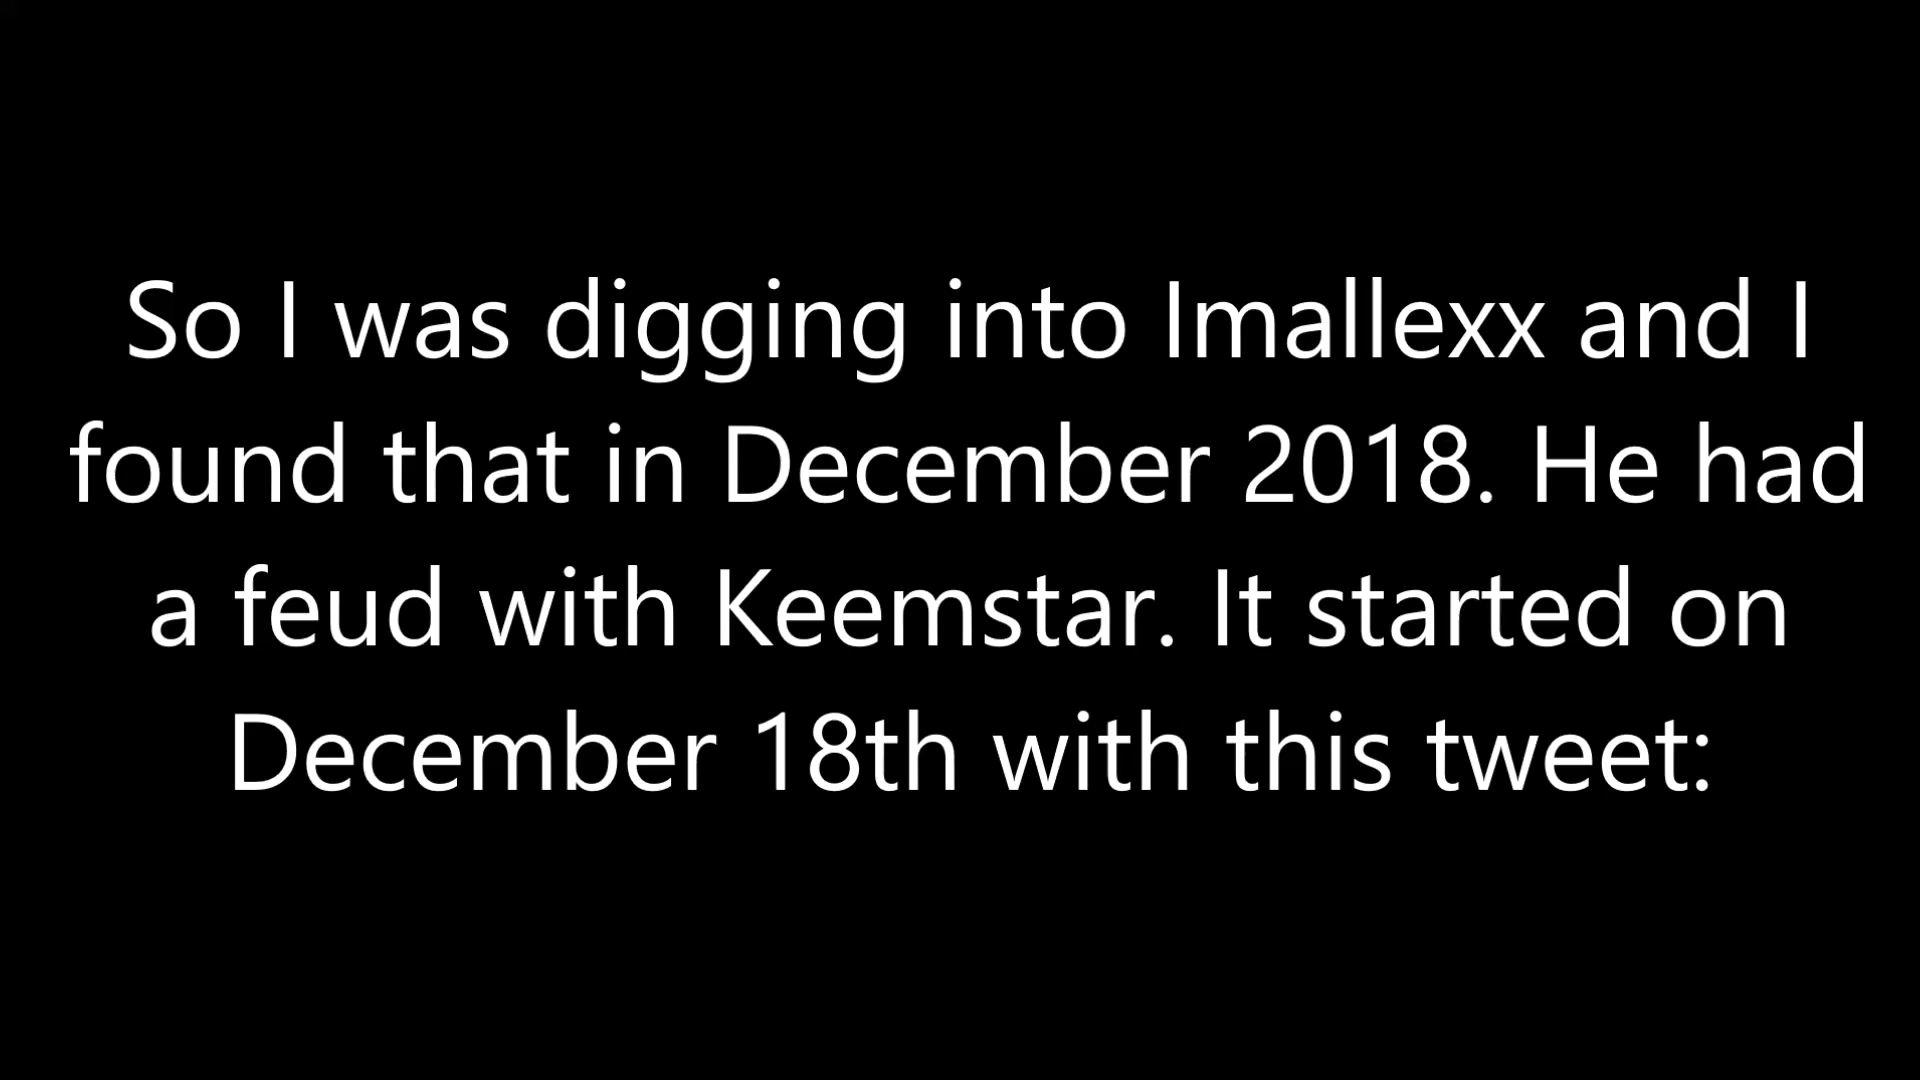 So I was digging into Imallexx and I
found that in December 2018. He had
a feud with Keemstar. It started on
December 18th with this tweet: